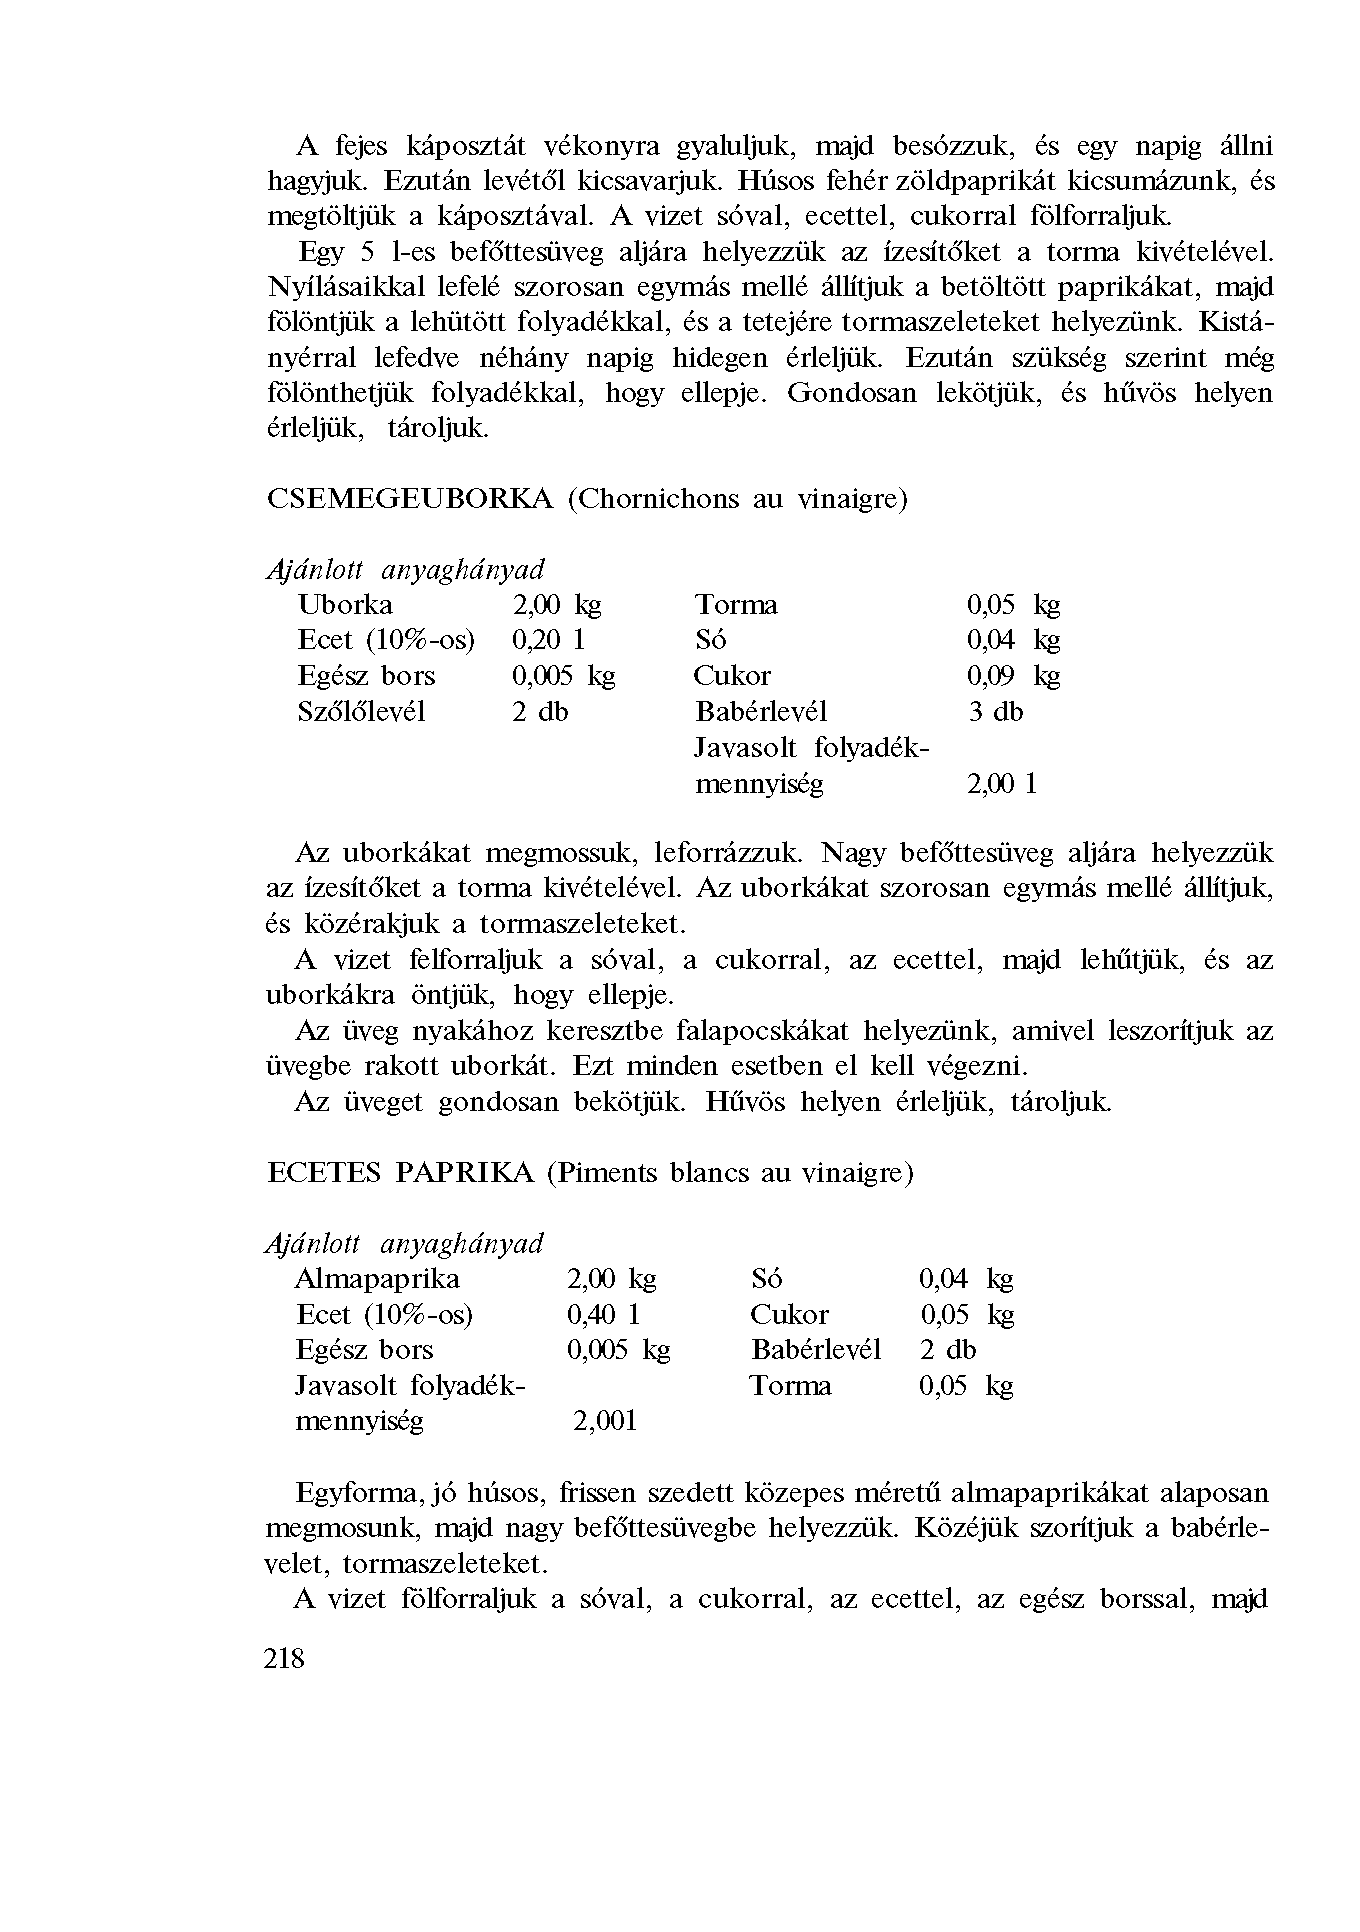 A fejes káposztát vékonyra gyaluljuk, majd besózzuk, és egy napig állni
hagyjuk. Ezután levétől kicsavarjuk. Húsos fehér zöldpaprikát kicsumázunk, és
megtöltjük a káposztával. A vizet sóval, ecettel, cukorral fölforraljuk.
Egy 5 l-es befőttesüveg aljára helyezzük az ízesítőket a torma kivételével.
Nyílásaikkal lefelé szorosan egymás mellé állítjuk a betöltött paprikákat, majd
fölöntjük a lehütött folyadékkal, és a tetejére tormaszeleteket helyezünk. Kistá-
nyérral lefedve néhány napig hidegen érleljük. Ezután szükség szerint még
fölönthetjük folyadékkal, hogy ellepje. Gondosan lekötjük, és hűvös helyen
érleljük, tároljuk.
CSEMEGEUBORKA (Chornichons au vinaigre)
Ajánlott anyaghányad
Uborka 2,00 kg Torma 0,05 kg
Ecet (10%-os) 0,20 l Só 0,04 kg
Egész bors 0,005 kg Cukor 0,09 kg
Szőlőlevél 2 db Babérlevél 3 db
Javasolt folyadék-
mennyiség 2,00 l
Az uborkákat megmossuk, leforrázzuk. Nagy befőttesüveg aljára helyezzük
az ízesítőket a torma kivételével. Az uborkákat szorosan egymás mellé állítjuk,
és közérakjuk a tormaszeleteket.
A vizet felforraljuk a sóval, a cukorral, az ecettel, majd lehűtjük, és az
uborkákra öntjük, hogy ellepje.
Az üveg nyakához keresztbe falapocskákat helyezünk, amivel leszorítjuk az
üvegbe rakott uborkát. Ezt minden esetben el kell végezni.
Az üveget gondosan bekötjük. Hűvös helyen érleljük, tároljuk.
ECETES PAPRIKA (Piments blancs au vinaigre)
Ajánlott anyaghányad
Almapaprika 2,00 kg Só 0,04 kg
Ecet (10%-os) 0,40 l Cukor 0,05 kg
Egész bors 0,005 kg Babérlevél 2 db
Javasolt folyadék- Torma 0,05 kg
mennyiség 2,00l
Egyforma, jó húsos, frissen szedett közepes méretű almapaprikákat alaposan
megmosunk, majd nagy befőttesüvegbe helyezzük. Közéjük szorítjuk a babérle-
velet, tormaszeleteket.
A vizet fölforraljuk a sóval, a cukorral, az ecettel, az egész borssal, majd
218